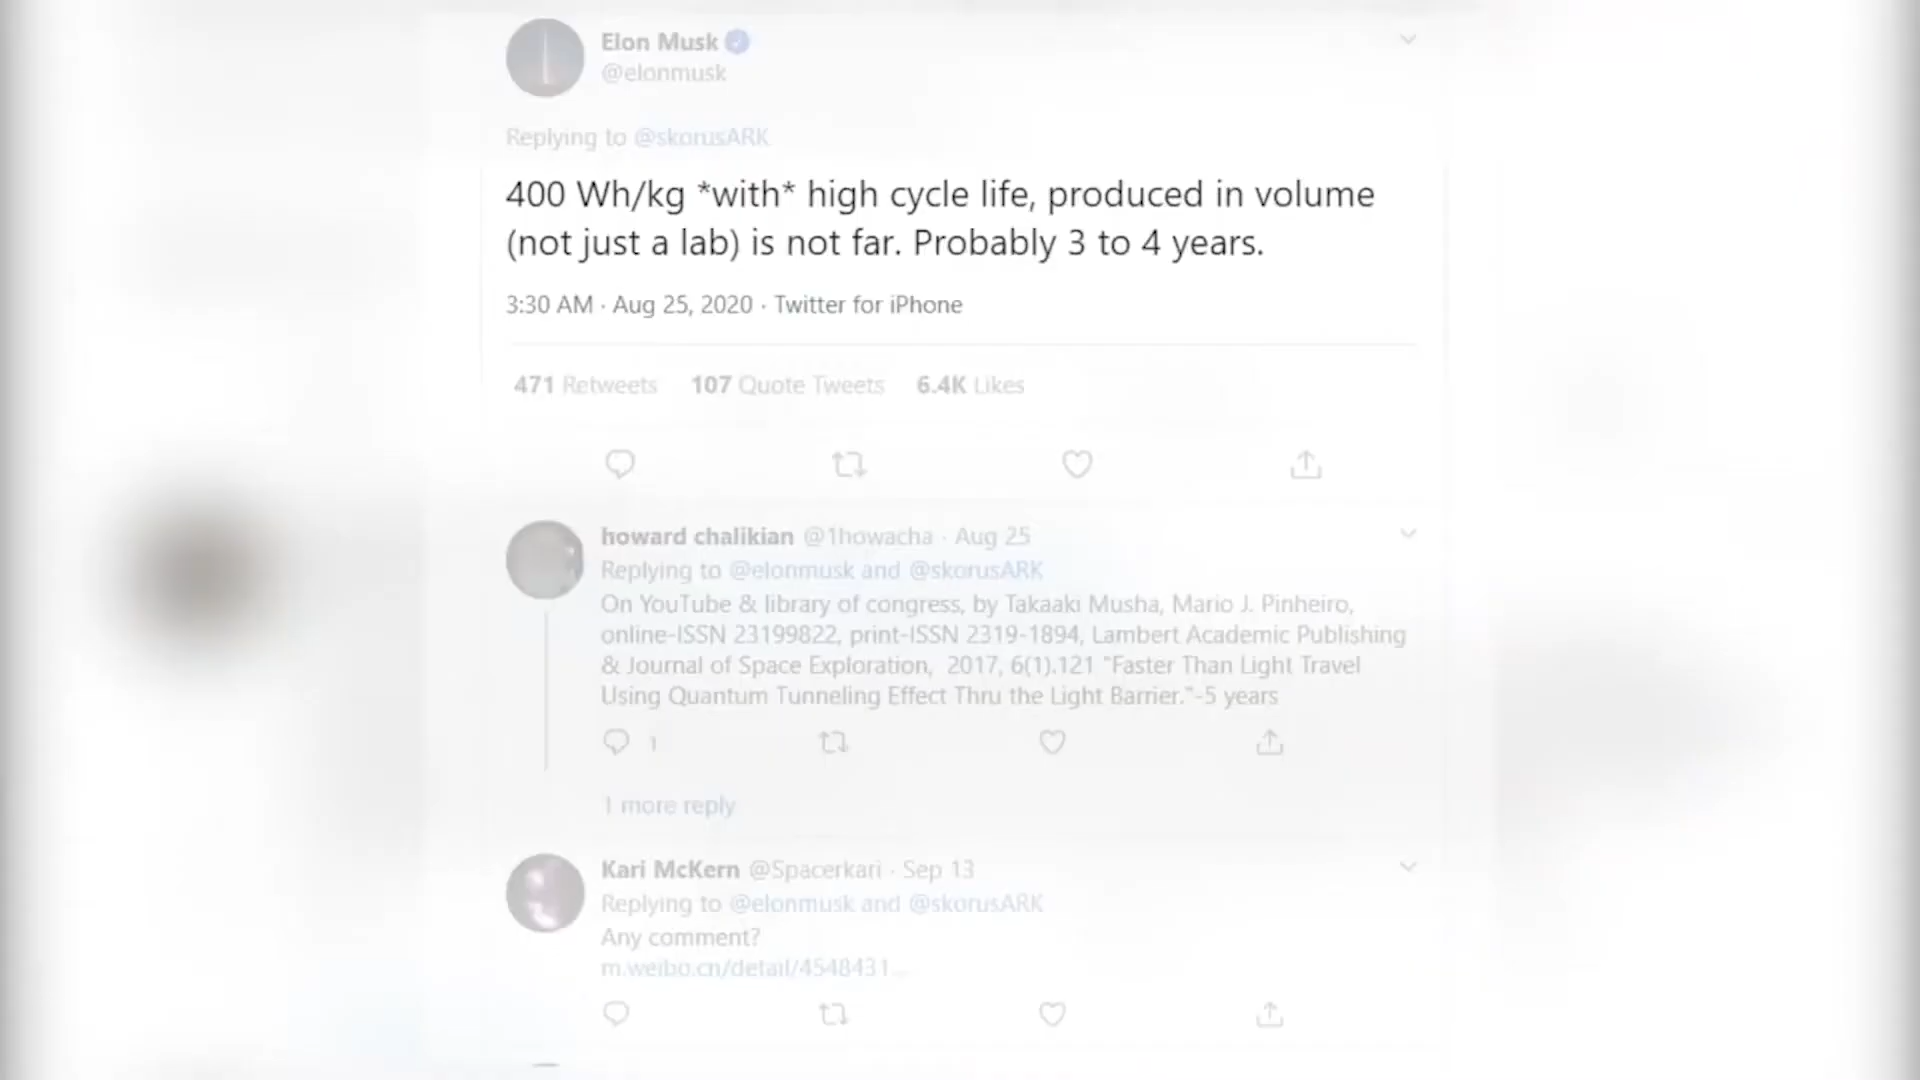 Elon Musk
@elonmusk
Replying to @skorusARK
400 Wh/kg *with* high cycle life, produced in volume
(not just a lab) is not far. Probably 3 to 4 years.
3:30 AM · Aug 25, 2020 · Twitter for iPhone
471 Retweets 107 Quote Tweets 6.4K Likes
howard chalikian @1howacha · Aug 25
Replying to @elonmusk and @skorusARK
On YouTube & library of congress, by Takaaki Musha, Mario J. Pinheiro,
online-ISSN 23199822, print-ISSN 2319-1894, Lambert Academic Publishing
& Journal of Space Exploration, 2017, 6(1).121 "Faster Than Light Travel
Using Quantum Tunneling Effect Thru the Light Barrier."-5 years
1
1 more reply
Kari McKern @Spacerkari · Sep 13
Replying to @elonmusk and @skorusARK
Any comment?
m.weibo.cn/detail/4548431...